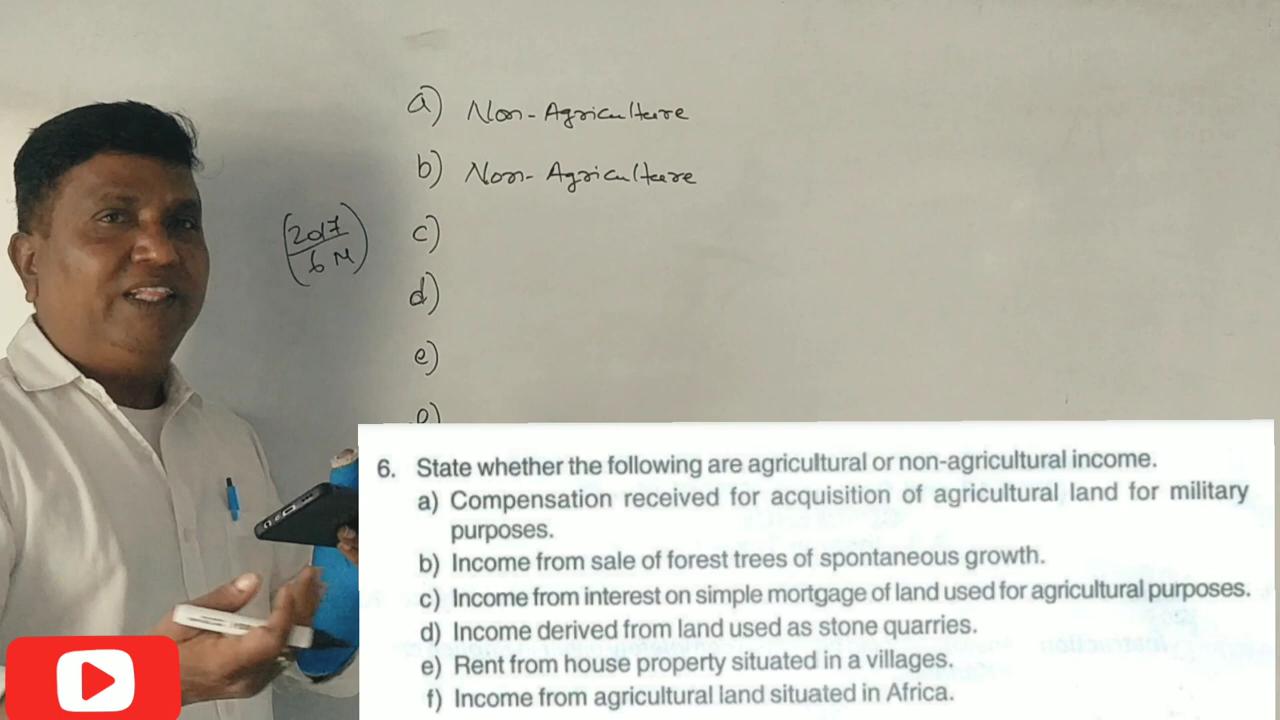 a) Non-Agriculture
b) Non-Agriculture
(2017/6M)
c)
d)
e)
6. State whether the following are agricultural or non-agricultural income.
a) Compensation received for acquisition of agricultural land for military
purposes.
b) Income from sale of forest trees of spontaneous growth.
c) Income from interest on simple mortgage of land used for agricultural purposes.
d) Income derived from land used as stone quarries.
e) Rent from house property situated in a villages.
f) Income from agricultural land situated in Africa.